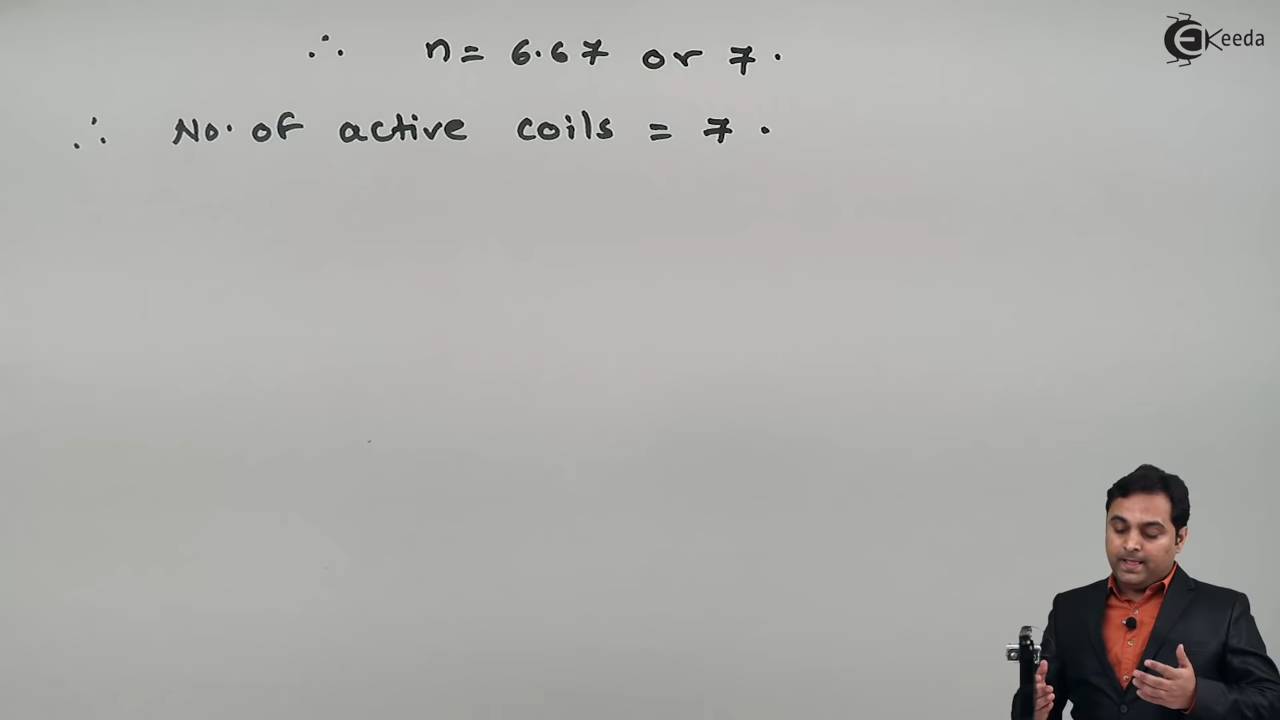 ∴ n = 6.67 or 7.
∴ No. of active coils = 7.
Ekeeda